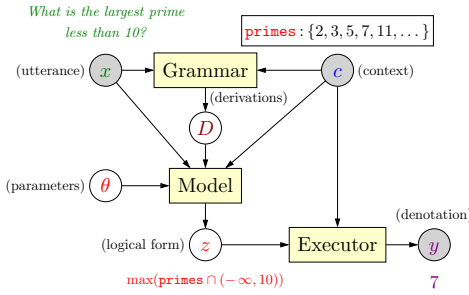 What is the largest prime
less than 10?
primes: {2, 3, 5, 7, 11, ...}
(utterance) x Grammar c (context)
(derivations)
D
(parameters) θ Model
(denotation)
(logical form) z Executor y
max(primes ∩ (−∞, 10)) 7